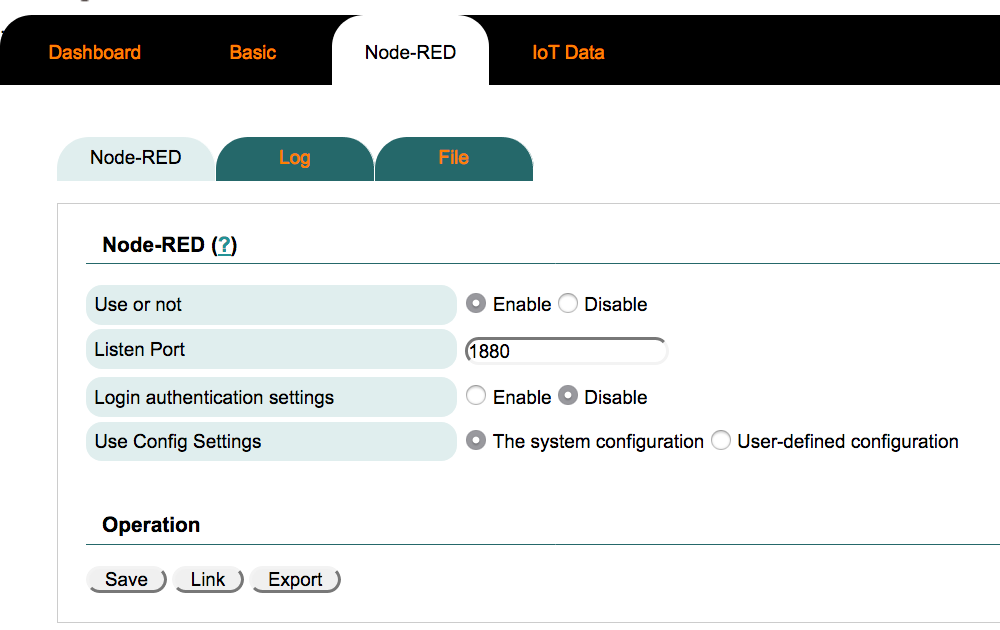 Dashboard Basic Node-RED IoT Data
Node-RED Log File
Node-RED (?)
Use or not Enable Disable
Listen Port 1880
Login authentication settings Enable Disable
Use Config Settings The system configuration User-defined configuration
Operation
Save Link Export